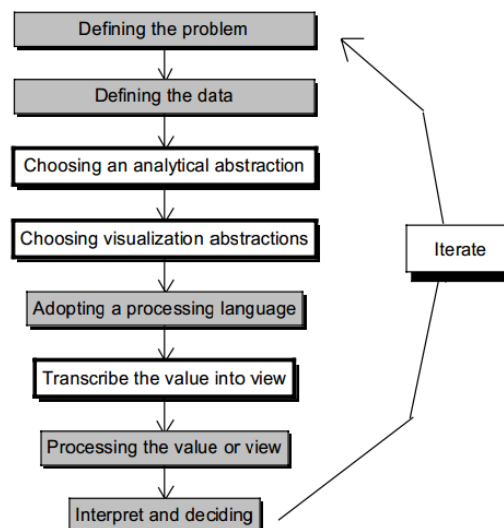 Defining the problem
Defining the data
Choosing an analytical abstraction
Choosing visualization abstractions
Iterate
Adopting a processing language
Transcribe the value into view
Processing the value or view
Interpret and deciding